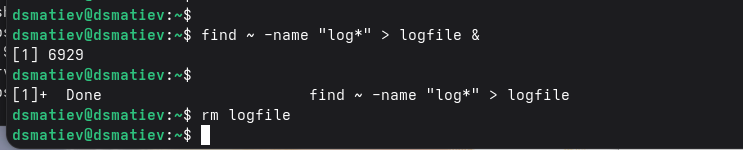 dsmatiev@dsmatiev:~$
dsmatiev@dsmatiev:~$ find ~ -name "log*" > logfile &
[1] 6929
dsmatiev@dsmatiev:~$
[1]+  Done                    find ~ -name "log*" > logfile
dsmatiev@dsmatiev:~$ rm logfile
dsmatiev@dsmatiev:~$